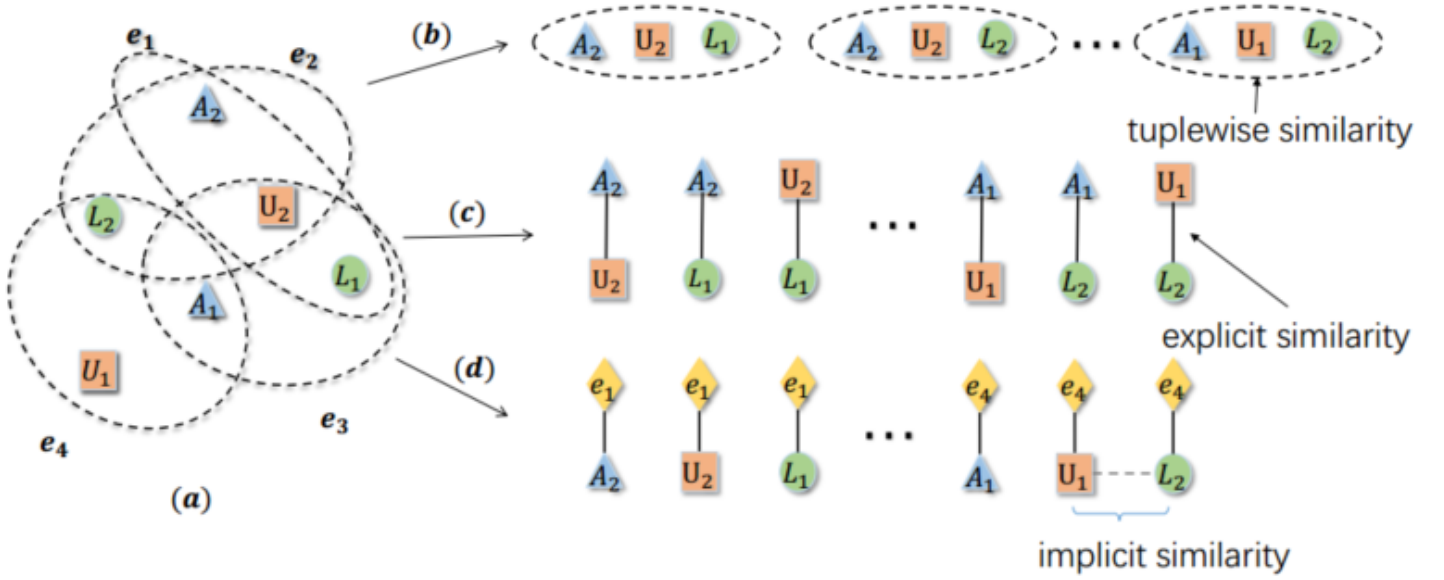 e₁
e₂
A₂
L₂
U₂
L₁
A₁
U₁
e₃
e₄
(a)
(b)
A₂ U₂ L₁ A₂ U₂ L₂ ... A₁ U₁ L₂
tuplewise similarity
(c)
A₂ A₂ U₂ ... A₁ A₁ U₁
U₂ L₁ L₁ U₁ L₂ L₂
explicit similarity
(d)
e₁ e₁ e₁ ... e₄ e₄ e₄
A₂ U₂ L₁ A₁ U₁ L₂
implicit similarity